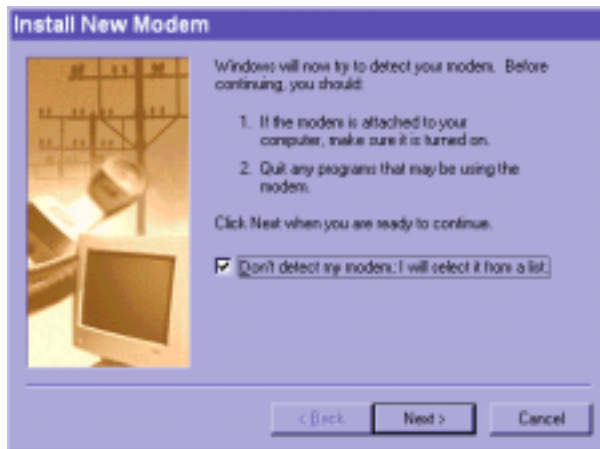 Install New Modem
Windows will now try to detect your modem. Before
continuing, you should:
1. If the modem is attached to your
computer, make sure it is turned on.
2. Quit any programs that may be using the
modem.
Click Next when you are ready to continue.
Don't detect my modem; I will select it from a list.
< Back
Next >
Cancel